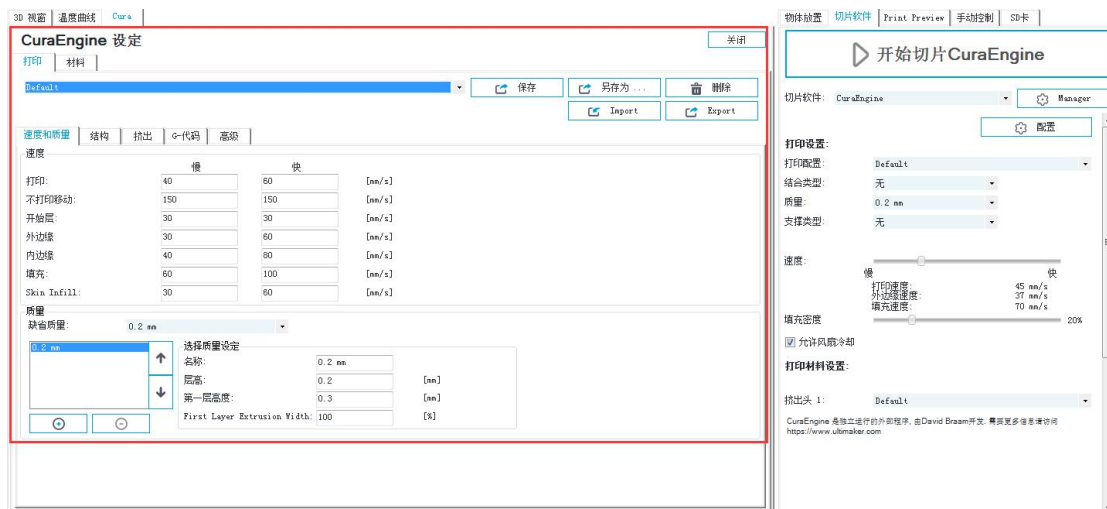 3D 视窗 温度曲线 Cura
CuraEngine 设定 关闭
打印 材料
Default 保存 另存为 ... 删除
Import Export
速度和质量 结构 挤出 G-代码 高级
速度
慢 快
打印: 40 60 [mm/s]
不打印移动: 150 150 [mm/s]
开始层: 30 30 [mm/s]
外边缘 30 60 [mm/s]
内边缘 40 80 [mm/s]
填充: 60 100 [mm/s]
Skin Infill: 30 60 [mm/s]
质量
缺省质量: 0.2 mm
0.2 mm
选择质量设定
名称: 0.2 mm
层高: 0.2 [mm]
第一层高度: 0.3 [mm]
First Layer Extrusion Width: 100 [%]
物体放置 切片软件 Print Preview 手动控制 SD卡
开始切片CuraEngine
切片软件: CuraEngine Manager
配置
打印设置:
打印配置: Default
结合类型: 无
质量: 0.2 mm
支撑类型: 无
速度:
慢 快
打印速度: 45 mm/s
外边缘速度: 37 mm/s
填充速度: 70 mm/s
填充密度 20%
允许风扇冷却
打印材料设置:
挤出头 1: Default
CuraEngine 是独立运行的外部程序, 由David Braam开发. 需要更多信息请访问
https://www.ultimaker.com